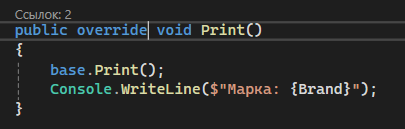 Ссылок: 2
public override void Print()
{
    base.Print();
    Console.WriteLine($"Марка: {Brand}");
}